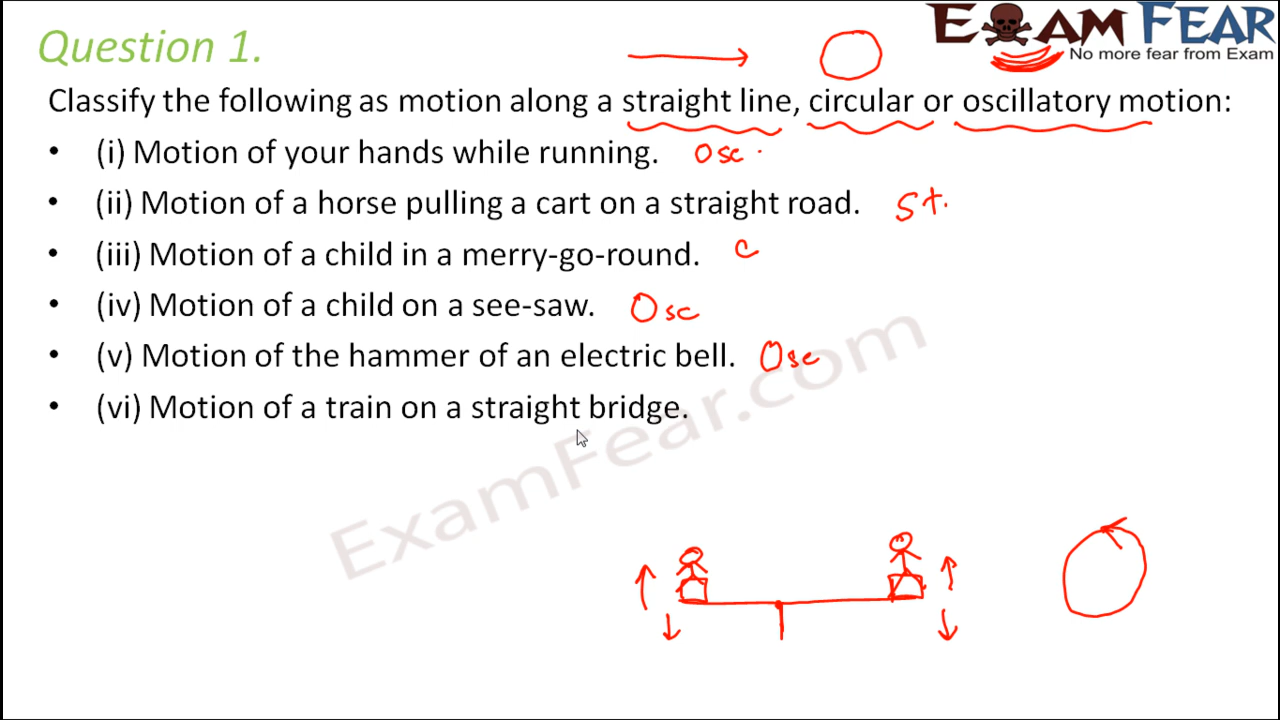 Question 1.
EXAM FEAR
No more fear from Exam
Classify the following as motion along a straight line, circular or oscillatory motion:
• (i) Motion of your hands while running. Osc.
• (ii) Motion of a horse pulling a cart on a straight road. St.
• (iii) Motion of a child in a merry-go-round. C
• (iv) Motion of a child on a see-saw. Osc
• (v) Motion of the hammer of an electric bell. Osc
• (vi) Motion of a train on a straight bridge.
ExamFear.com